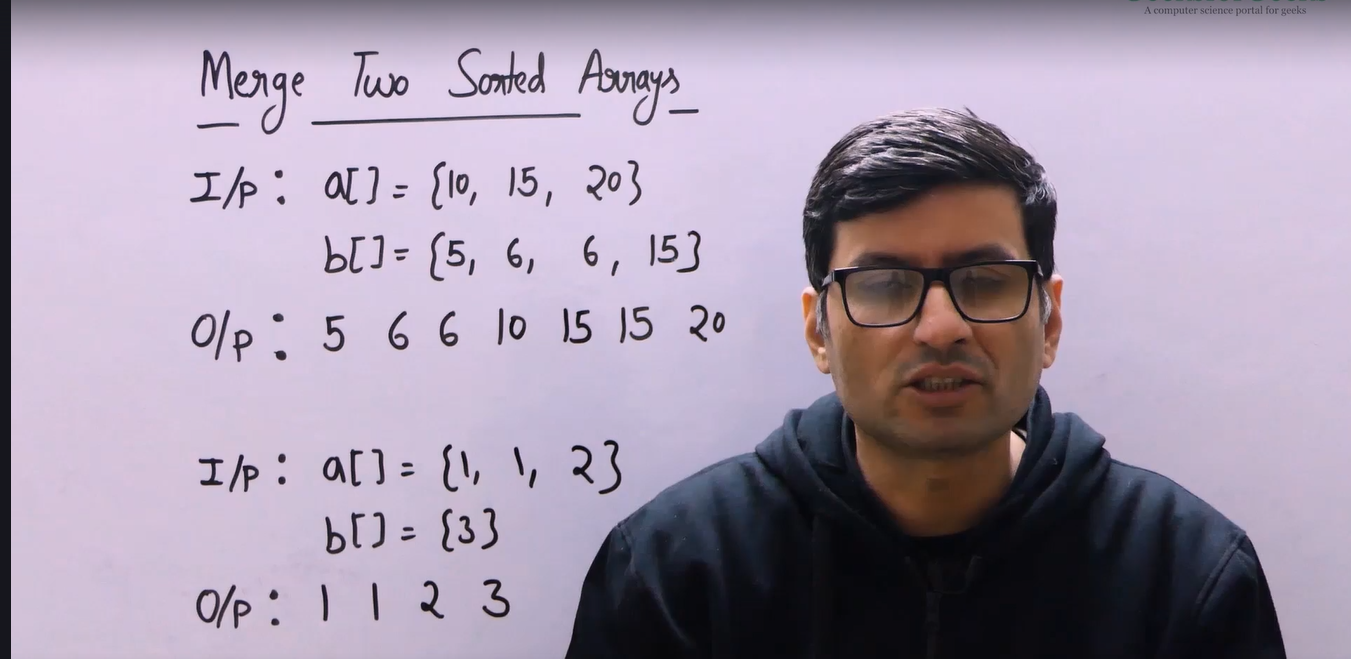 A computer science portal for geeks
Merge Two Sorted Arrays
I/p : a[] = {10, 15, 20}
b[] = {5, 6, 6, 15}
O/p : 5 6 6 10 15 15 20
I/p : a[] = {1, 1, 2}
b[] = {3}
O/p : 1 1 2 3